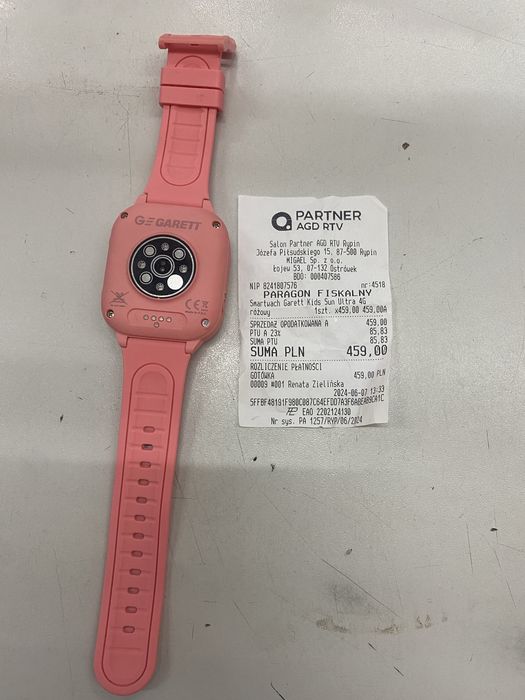 GARETT
PARTNER
AGD RTV
Salon Partner AGD RTV Rypin
Józefa Piłsudskiego 15, 87-500 Rypin
MIGAEL Sp. z o.o.
Łojew 53, 07-132 Ostrówek
BDO: 000407586
NIP 8241807576 nr:4518
PARAGON FISKALNY
Smartwach Garett Kids Sun Ultra 4G
różowy 1szt. x459,00 459,00A
SPRZEDAŻ OPODATKOWANA A 459,00
PTU A 23% 85,83
SUMA PTU 85,83
SUMA PLN 459,00
ROZLICZENIE PŁATNOŚCI
GOTÓWKA 459,00 PLN
00009 #001 Renata Zielińska
2024-06-07 13:33
EAO 2202124130
Nr sys. PA 1257/RYP/06/2024